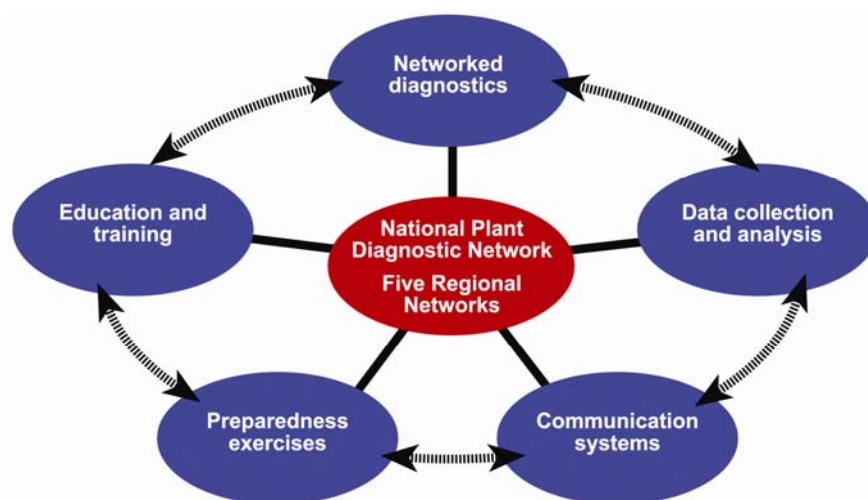 Networked
diagnostics
Education and
training
National Plant
Diagnostic Network
Five Regional
Networks
Data collection
and analysis
Preparedness
exercises
Communication
systems